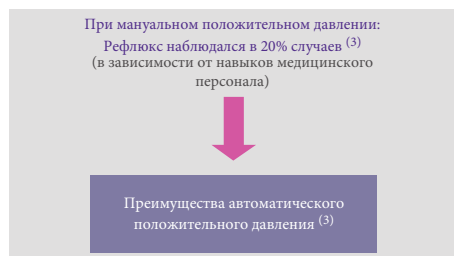 При мануальном положительном давлении:
Рефлюкс наблюдался в 20% случаев (3)
(в зависимости от навыков медицинского
персонала)
Преимущества автоматического
положительного давления (3)